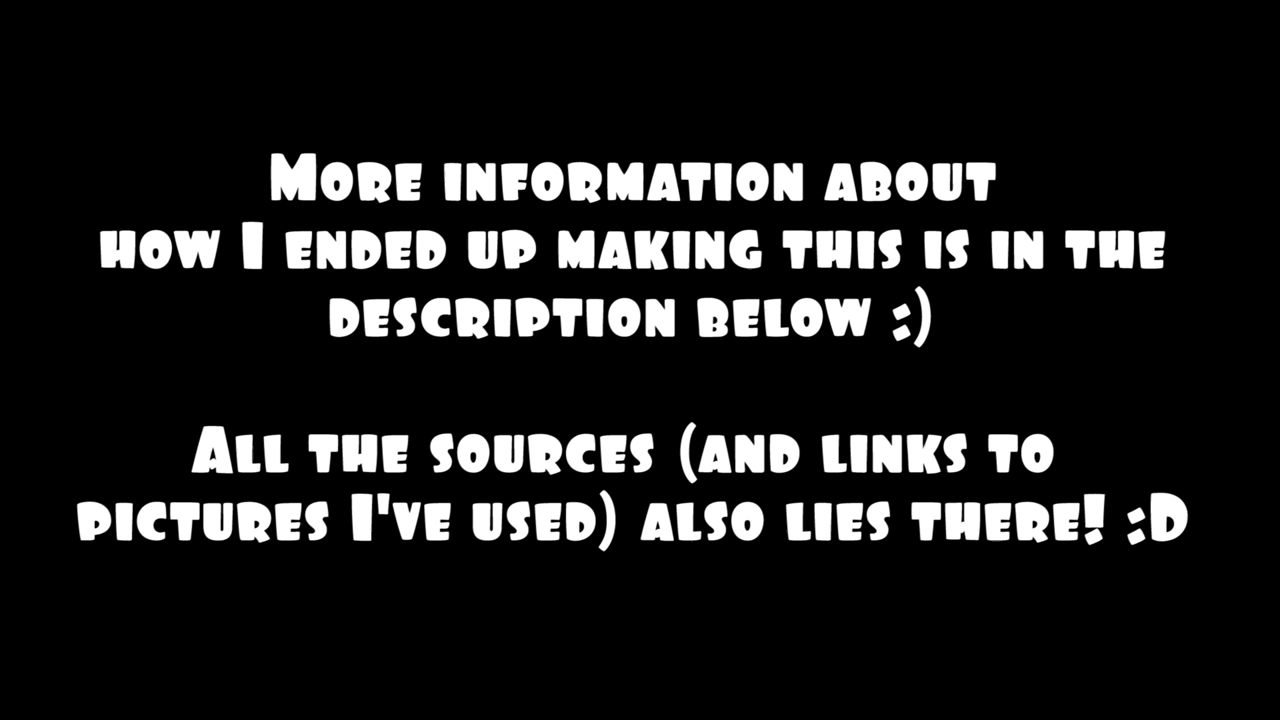 More information about
how I ended up making this is in the
description below :)
All the sources (and links to
pictures I've used) also lies there! :D